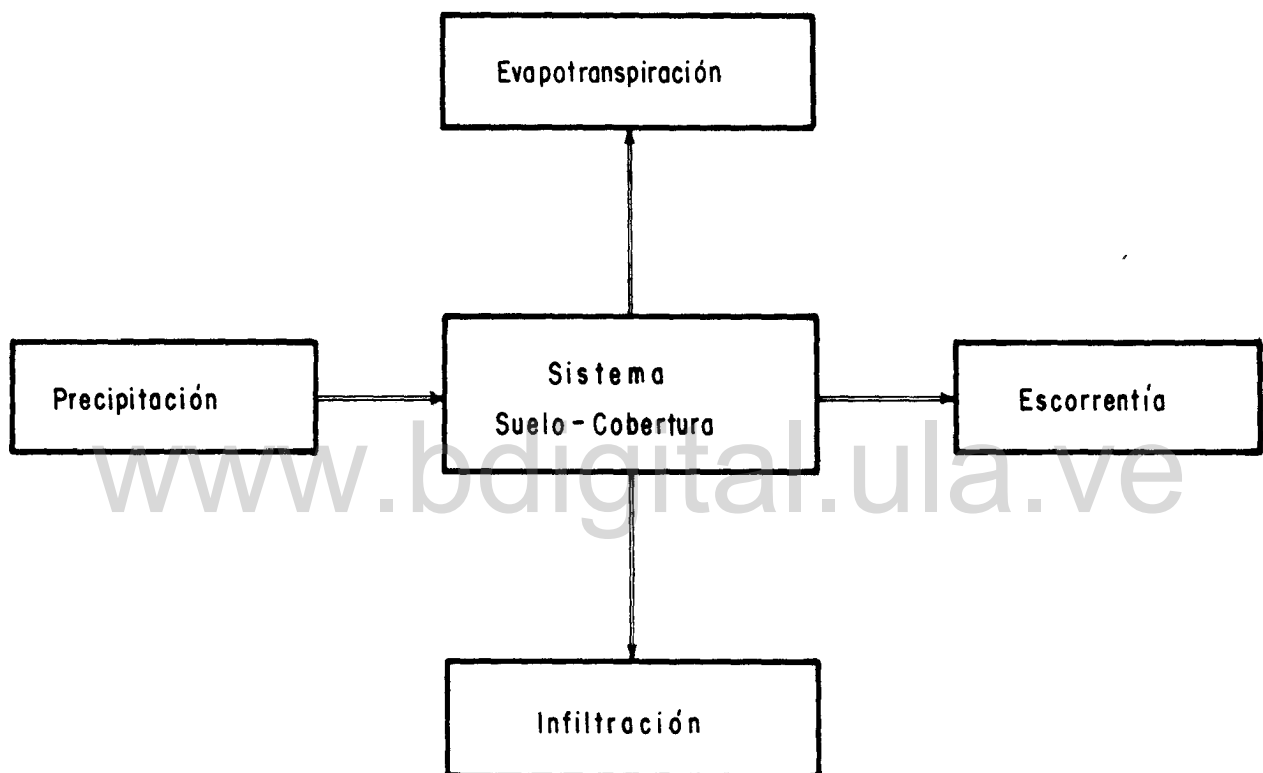 Evapotranspiración
Precipitación
Sistema
Suelo-Cobertura
Escorrentía
www.bdigital.ula.ve
Infiltración